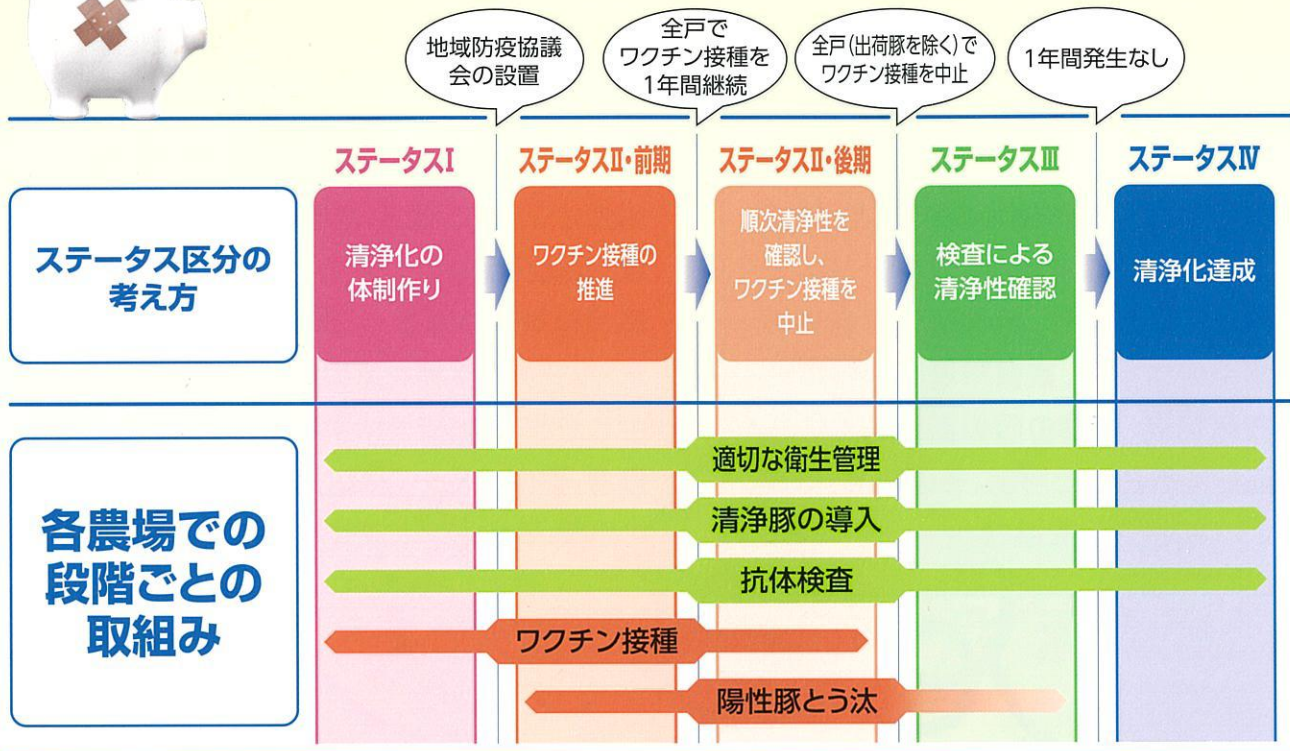 地域防疫協議
会の設置
全戸で
ワクチン接種を
1年間継続
全戸(出荷豚を除く)で
ワクチン接種を中止
1年間発生なし
ステータスI
ステータスII・前期
ステータスII・後期
ステータスIII
ステータスIV
ステータス区分の
考え方
清浄化の
体制作り
ワクチン接種の
推進
順次清浄性を
確認し、
ワクチン接種を
中止
検査による
清浄性確認
清浄化達成
各農場での
段階ごとの
取組み
適切な衛生管理
清浄豚の導入
抗体検査
ワクチン接種
陽性豚とう汰